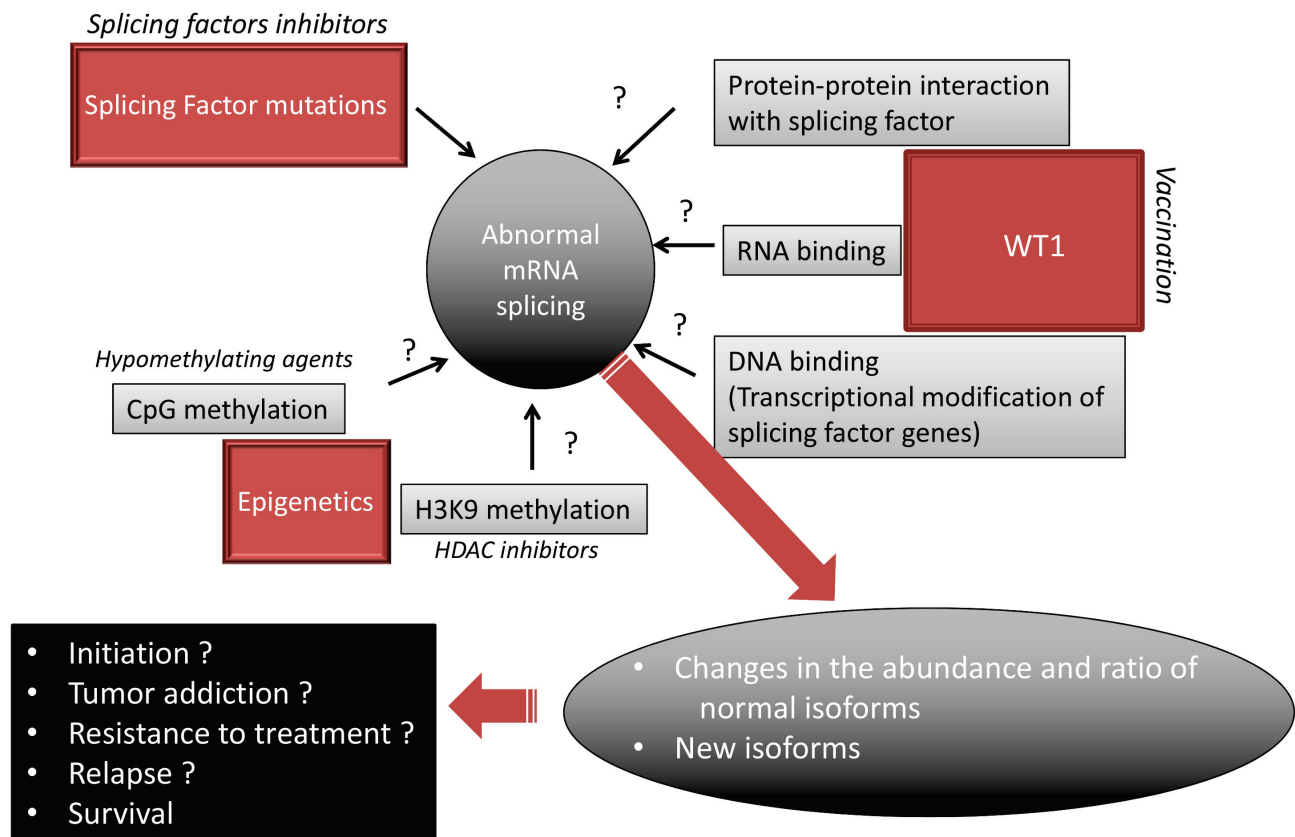 Splicing factors inhibitors
Splicing Factor mutations
?
Protein-protein interaction
with splicing factor
Abnormal
mRNA
splicing
?
RNA binding
WT1
Vaccination
?
DNA binding
(Transcriptional modification of
splicing factor genes)
Hypomethylating agents
?
CpG methylation
?
Epigenetics
H3K9 methylation
HDAC inhibitors
• Changes in the abundance and ratio of
normal isoforms
• New isoforms
• Initiation ?
• Tumor addiction ?
• Resistance to treatment ?
• Relapse ?
• Survival